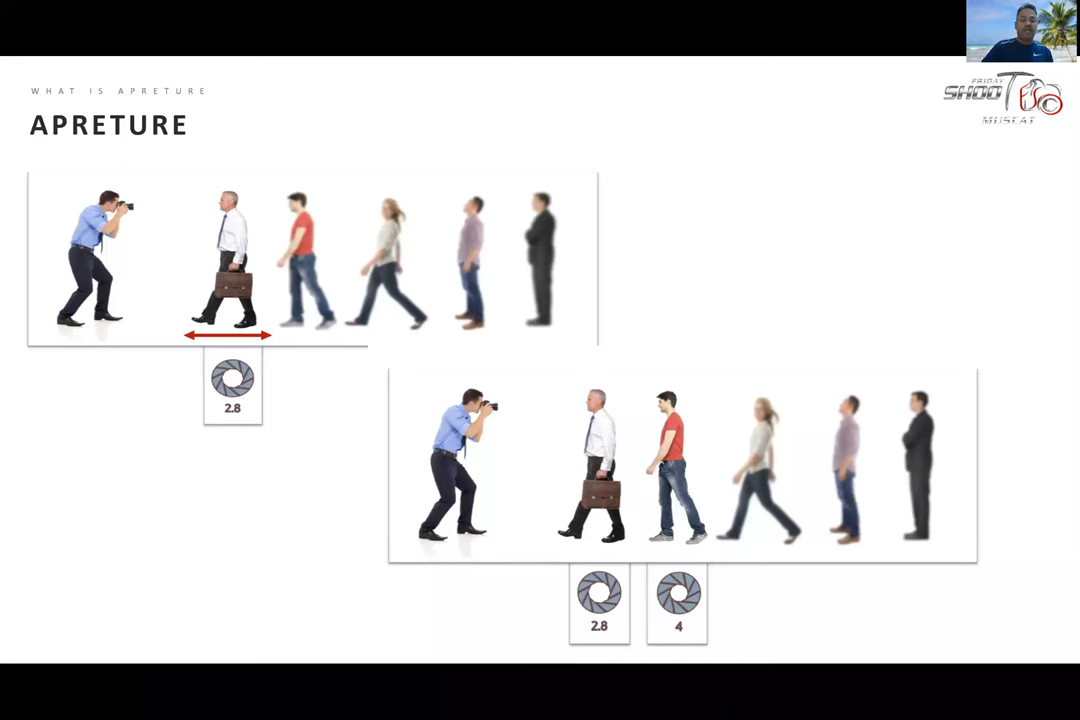 WHAT IS APRETURE
APRETURE
FRIDAY
SHOOT
MUSCAT
2.8
2.8
4